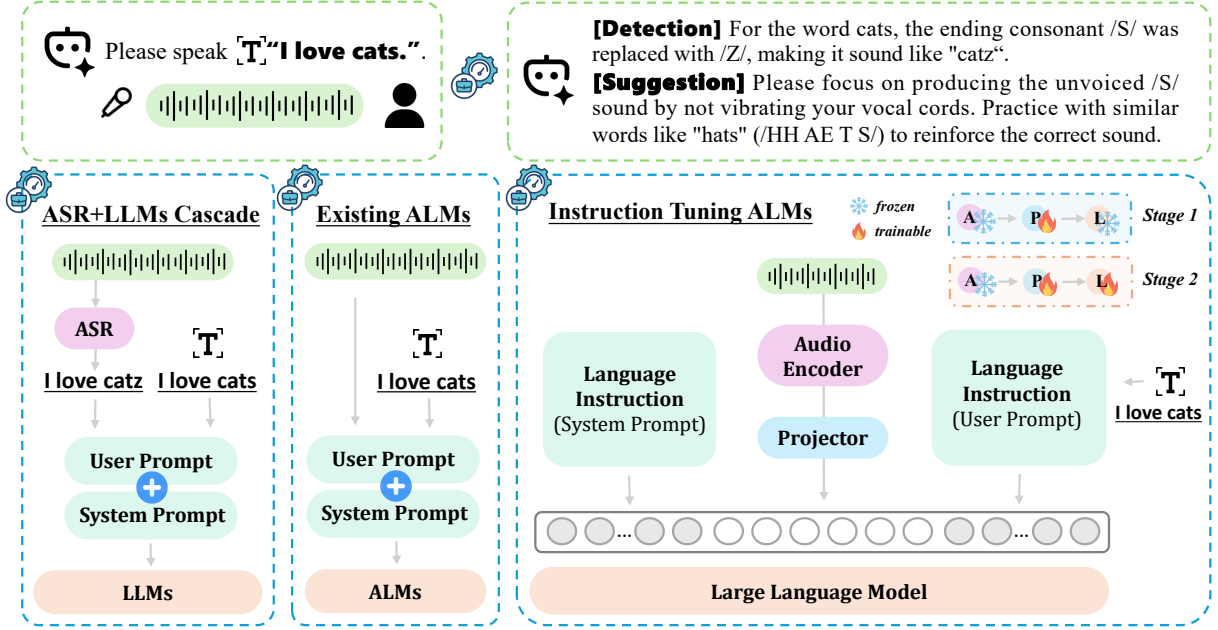 Please speak [T] “I love cats.”.
[Detection] For the word cats, the ending consonant /S/ was
replaced with /Z/, making it sound like "catz“.
[Suggestion] Please focus on producing the unvoiced /S/
sound by not vibrating your vocal cords. Practice with similar
words like "hats" (/HH AE T S/) to reinforce the correct sound.
ASR+LLMs Cascade
ASR
T
I love catz
I love cats
User Prompt
+
System Prompt
LLMs
Existing ALMs
T
I love cats
User Prompt
+
System Prompt
ALMs
Instruction Tuning ALMs
frozen
trainable
A P L Stage 1
A P L Stage 2
Language
Instruction
(System Prompt)
Audio
Encoder
Projector
Language
Instruction
(User Prompt)
T
I love cats
... ...
Large Language Model